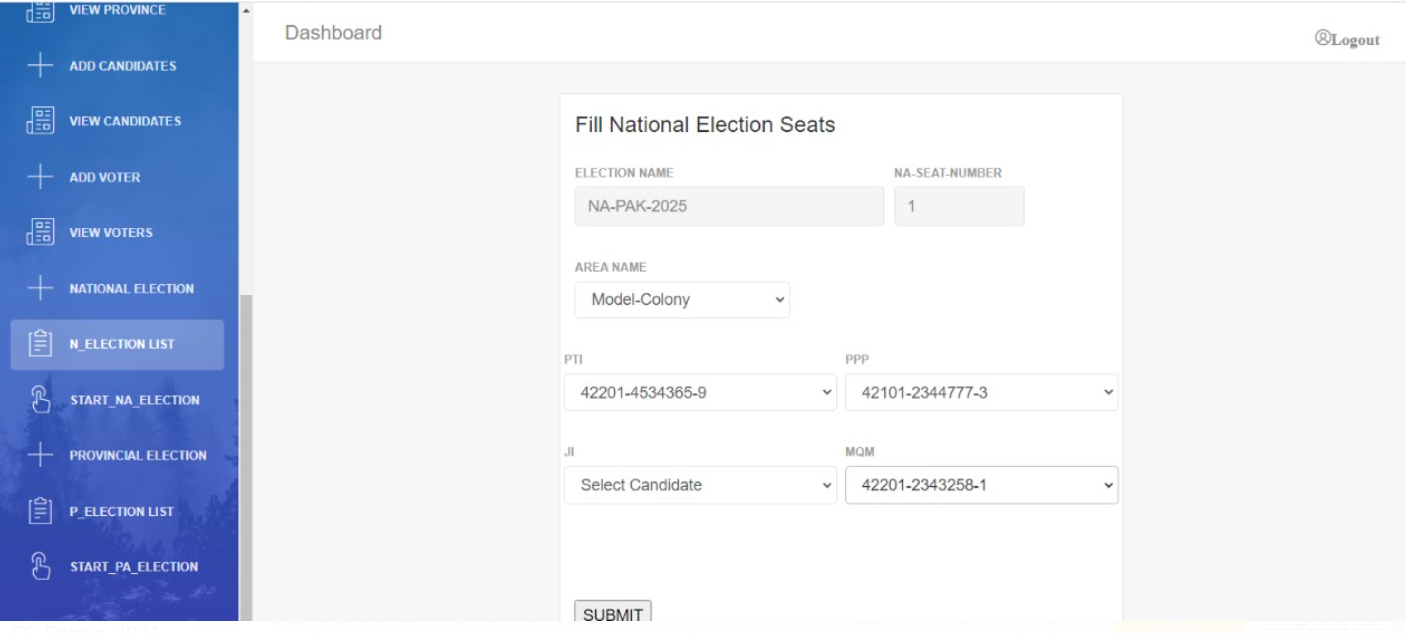 VIEW PROVINCE
ADD CANDIDATES
VIEW CANDIDATES
ADD VOTER
VIEW VOTERS
NATIONAL ELECTION
N_ELECTION LIST
START_NA_ELECTION
PROVINCIAL ELECTION
P_ELECTION LIST
START_PA_ELECTION
Dashboard
Logout
Fill National Election Seats
ELECTION NAME NA-SEAT-NUMBER
NA-PAK-2025 1
AREA NAME
Model-Colony
PTI PPP
42201-4534365-9 42101-2344777-3
JI MQM
Select Candidate 42201-2343258-1
SUBMIT